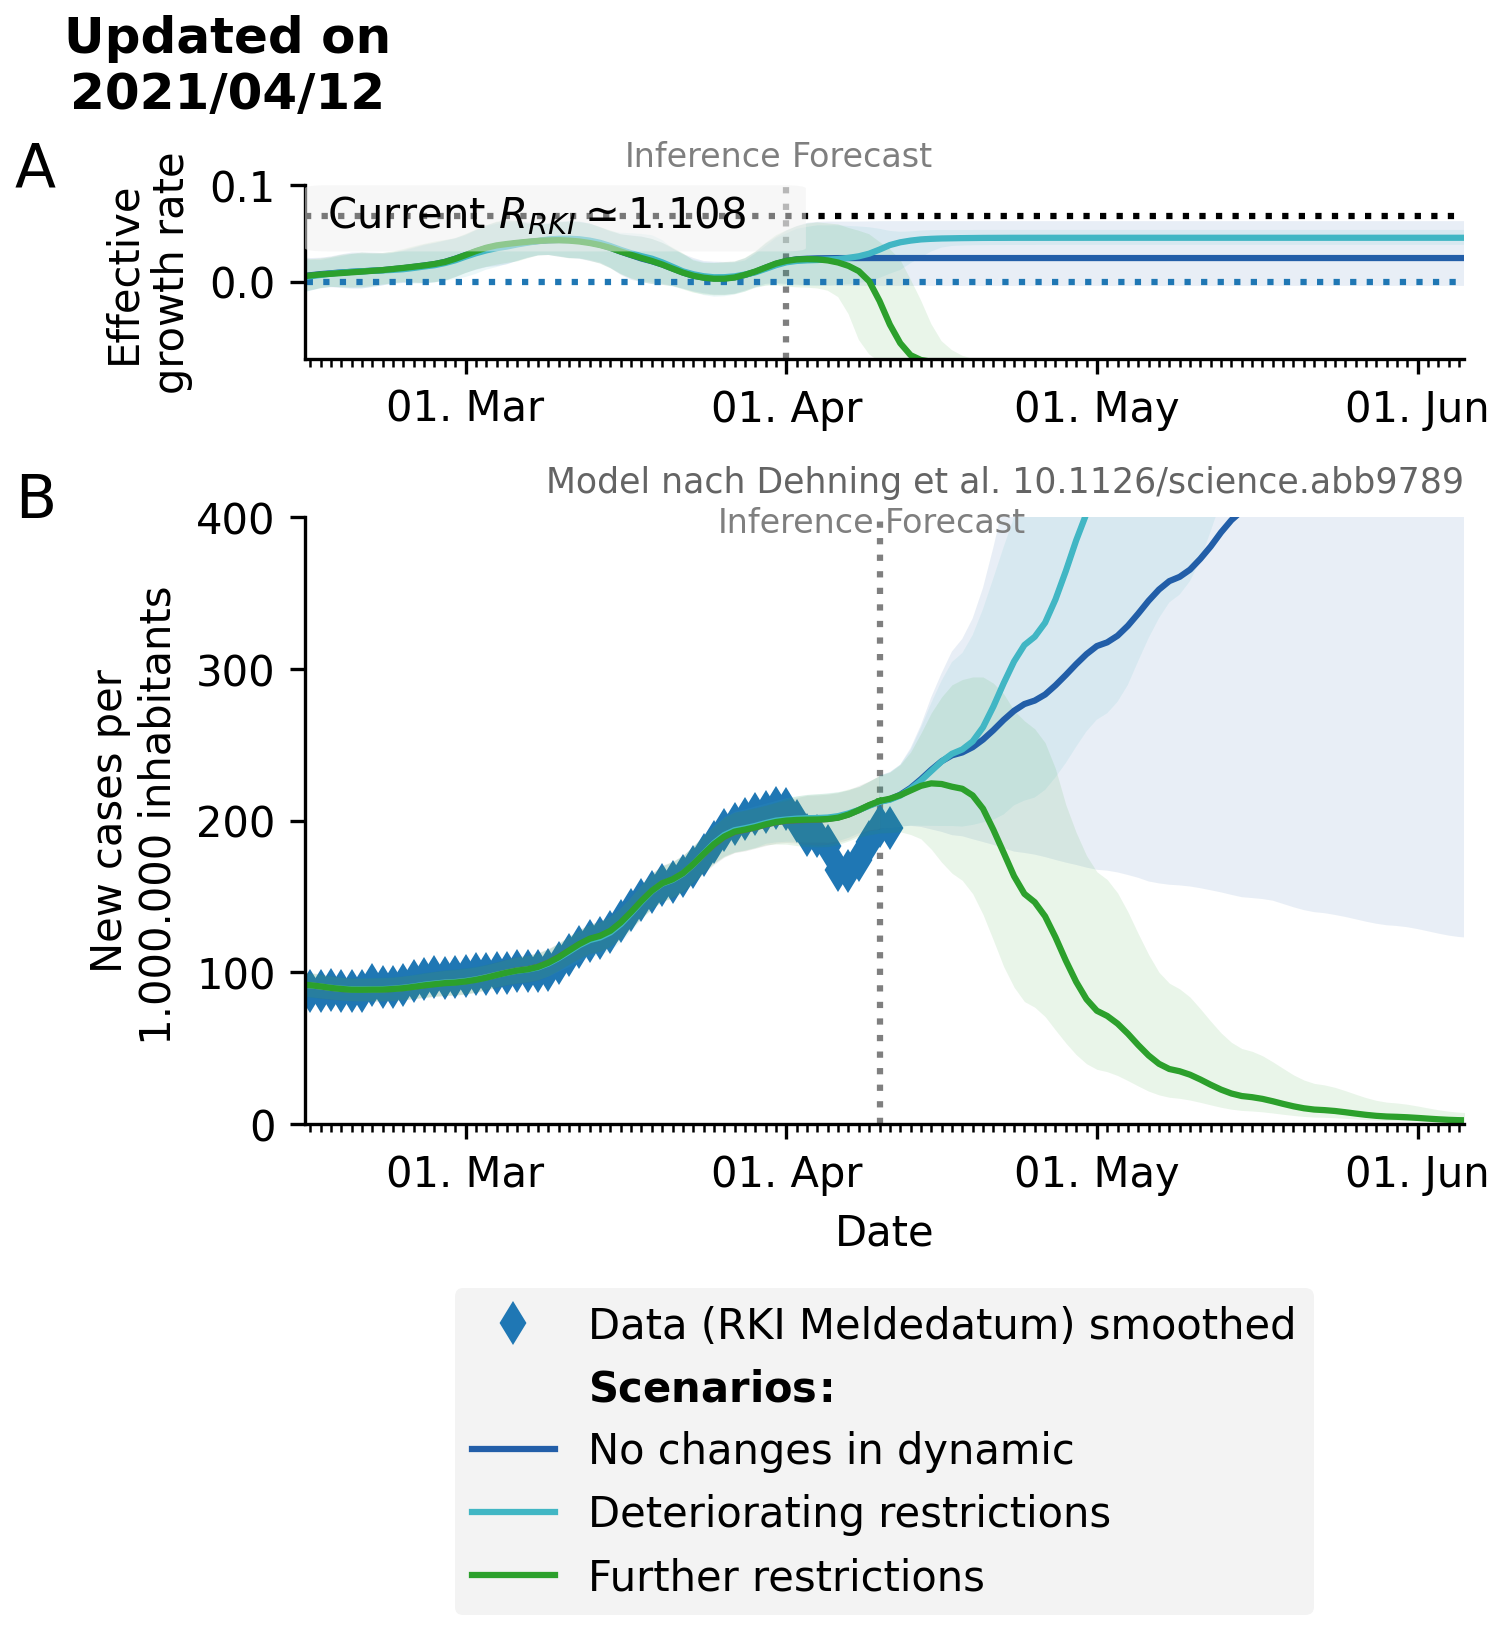 Updated on
2021/04/12
A
Effective
growth rate
Inference Forecast
0.1
0.0
Current R_RKI ≃ 1.108
01. Mar 01. Apr 01. May 01. Jun
B
Model nach Dehning et al. 10.1126/science.abb9789
Inference Forecast
New cases per
1.000.000 inhabitants
400
300
200
100
0
01. Mar 01. Apr 01. May 01. Jun
Date
Data (RKI Meldedatum) smoothed
Scenarios:
No changes in dynamic
Deteriorating restrictions
Further restrictions